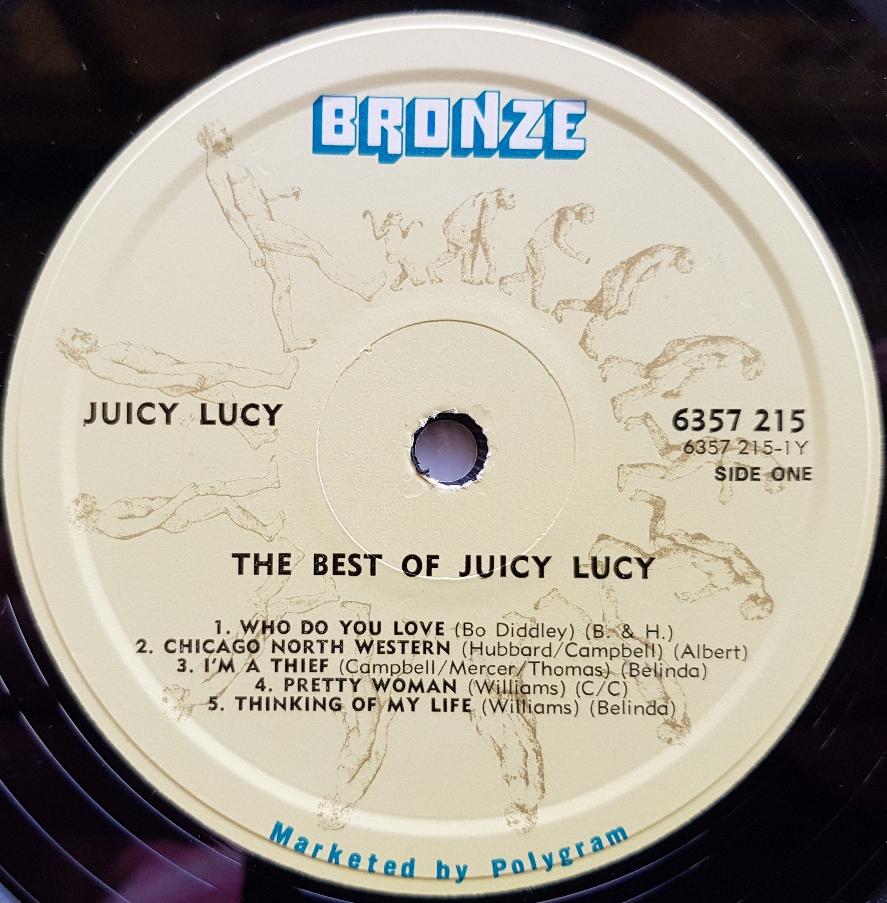 BRONZE
JUICY LUCY
6357 215
6357 215-1Y
SIDE ONE
THE BEST OF JUICY LUCY
1. WHO DO YOU LOVE (Bo Diddley) (B. & H.)
2. CHICAGO NORTH WESTERN (Hubbard/Campbell) (Albert)
3. I'M A THIEF (Campbell/Mercer/Thomas) (Belinda)
4. PRETTY WOMAN (Williams) (C/C)
5. THINKING OF MY LIFE (Williams) (Belinda)
Marketed by Polygram